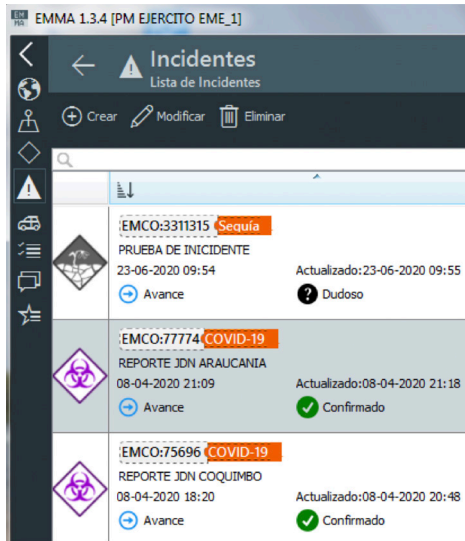 EM
MA
EMMA 1.3.4 [PM EJERCITO EME_1]
Incidentes
Lista de Incidentes
Crear Modificar Eliminar
EMCO:3311315 Sequía
PRUEBA DE INICIDENTE
23-06-2020 09:54 Actualizado:23-06-2020 09:55
Avance Dudoso
EMCO:77774 COVID-19
REPORTE JDN ARAUCANIA
08-04-2020 21:09 Actualizado:08-04-2020 21:18
Avance Confirmado
EMCO:75696 COVID-19
REPORTE JDN COQUIMBO
08-04-2020 18:20 Actualizado:08-04-2020 20:48
Avance Confirmado